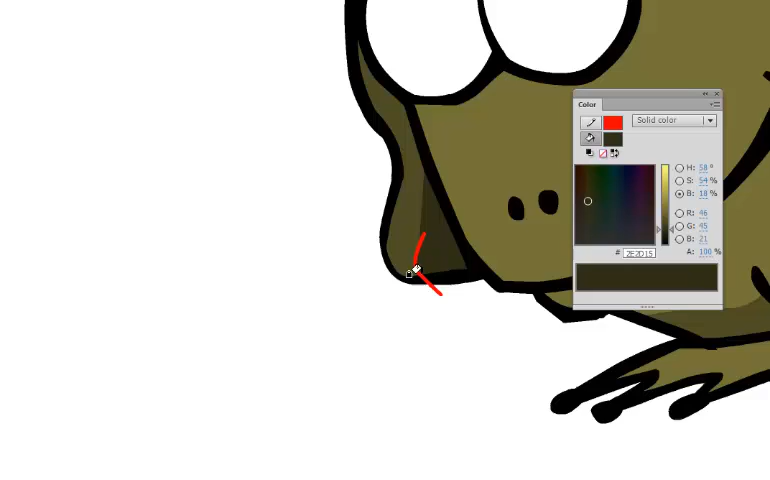 Color
Solid color
H: 58 °
S: 54 %
B: 18 %
R: 46
G: 45
B: 21
A: 100 %
# 2E2D15